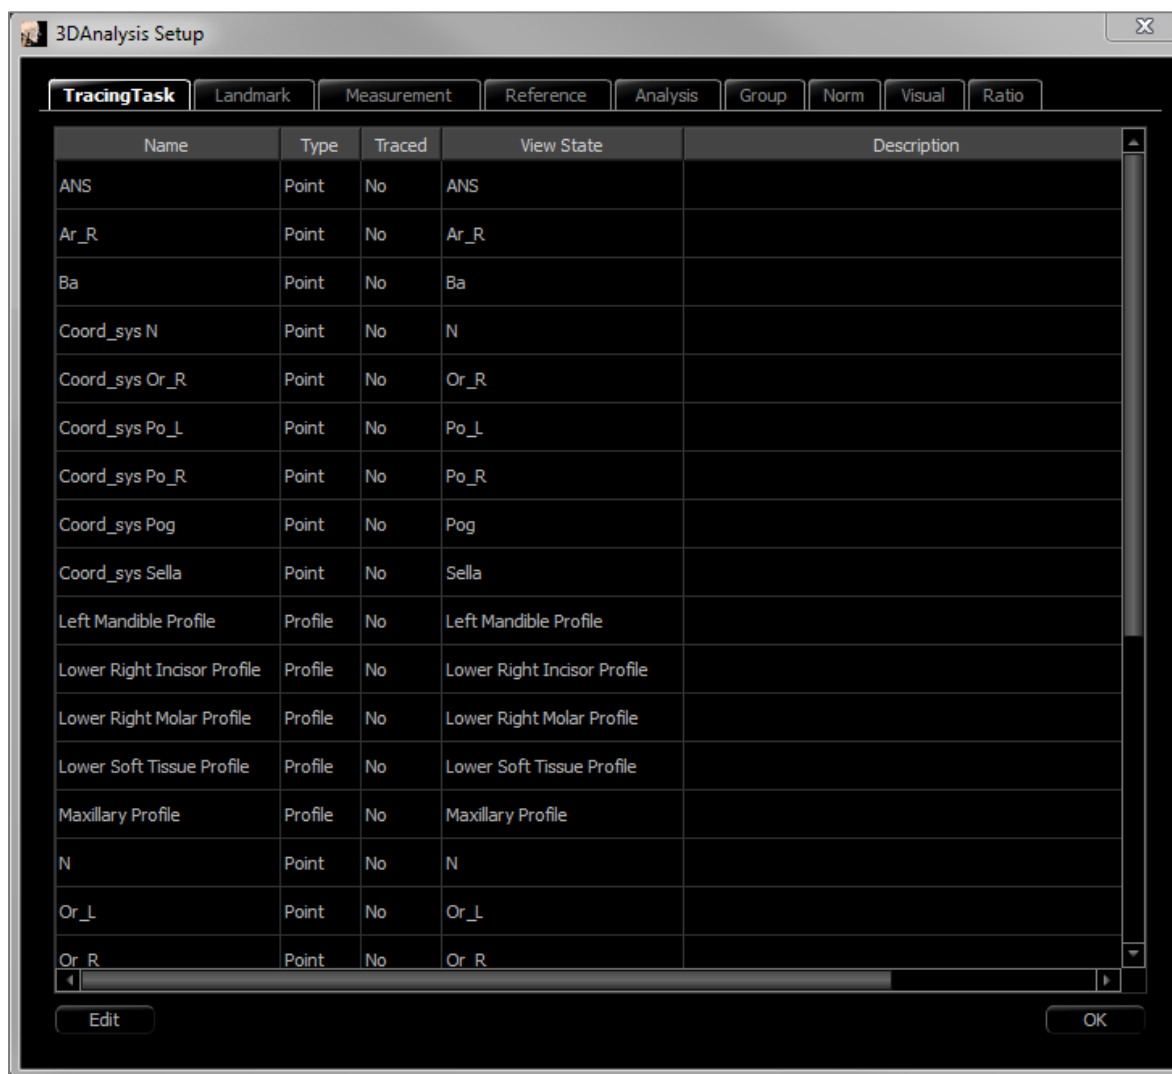 3DAnalysis Setup
TracingTask Landmark Measurement Reference Analysis Group Norm Visual Ratio
Name Type Traced View State Description
ANS Point No ANS
Ar_R Point No Ar_R
Ba Point No Ba
Coord_sys N Point No N
Coord_sys Or_R Point No Or_R
Coord_sys Po_L Point No Po_L
Coord_sys Po_R Point No Po_R
Coord_sys Pog Point No Pog
Coord_sys Sella Point No Sella
Left Mandible Profile Profile No Left Mandible Profile
Lower Right Incisor Profile Profile No Lower Right Incisor Profile
Lower Right Molar Profile Profile No Lower Right Molar Profile
Lower Soft Tissue Profile Profile No Lower Soft Tissue Profile
Maxillary Profile Profile No Maxillary Profile
N Point No N
Or_L Point No Or_L
Or_R Point No Or_R
Edit OK